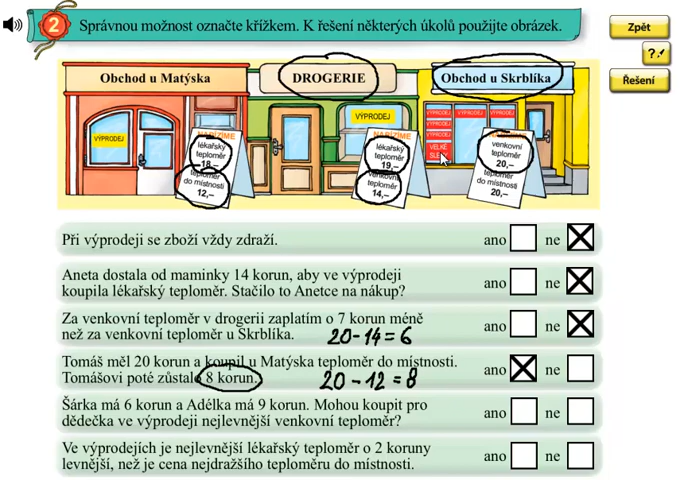 2 Správnou možnost označte křížkem. K řešení některých úkolů použijte obrázek.
Zpět
?
Řešení
Obchod u Matýska
DROGERIE
Obchod u Skrblíka
VÝPRODEJ
NABÍZÍME
lékařský
teploměr
18,–
teploměr
do místnosti
12,–
VÝPRODEJ
NABÍZÍME
lékařský
teploměr
19,–
venkovní
teploměr
14,–
VÝPRODEJ VÝPRODEJ VÝPRODEJ
VÝPRODEJ
VÝPRODEJ
VELKÉ
venkovní
teploměr
20,–
teploměr
do místnosti
20,–
Při výprodeji se zboží vždy zdraží. ano ne
Aneta dostala od maminky 14 korun, aby ve výprodeji
koupila lékařský teploměr. Stačilo to Anetce na nákup? ano ne
Za venkovní teploměr v drogerii zaplatím o 7 korun méně
než za venkovní teploměr u Skrblíka. 20-14=6 ano ne
Tomáš měl 20 korun a koupil u Matýska teploměr do místnosti.
Tomášovi poté zůstalo 8 korun. 20-12=8 ano ne
Šárka má 6 korun a Adélka má 9 korun. Mohou koupit pro
dědečka ve výprodeji nejlevnější venkovní teploměr? ano ne
Ve výprodejích je nejlevnější lékařský teploměr o 2 koruny
levnější, než je cena nejdražšího teploměru do místnosti. ano ne